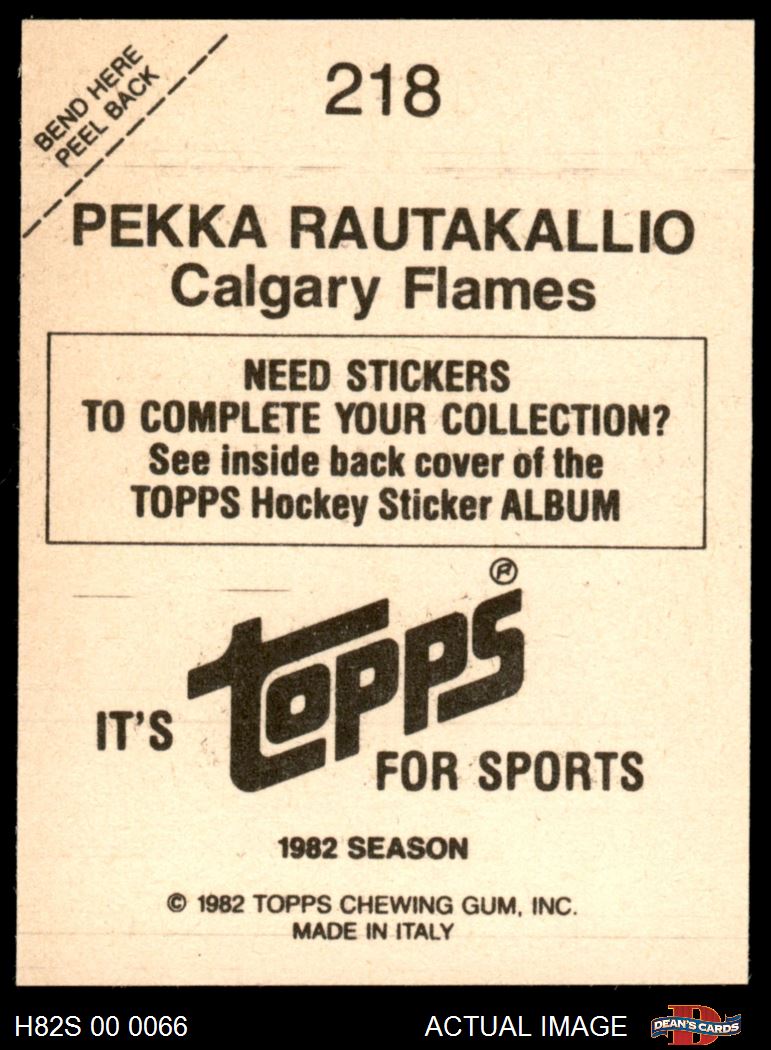 BEND HERE
PEEL BACK
218
PEKKA RAUTAKALLIO
Calgary Flames
NEED STICKERS
TO COMPLETE YOUR COLLECTION?
See inside back cover of the
TOPPS Hockey Sticker ALBUM
IT'S
topps®
FOR SPORTS
1982 SEASON
© 1982 TOPPS CHEWING GUM, INC.
MADE IN ITALY
H82S 00 0066
ACTUAL IMAGE
D
DEAN'S CARDS